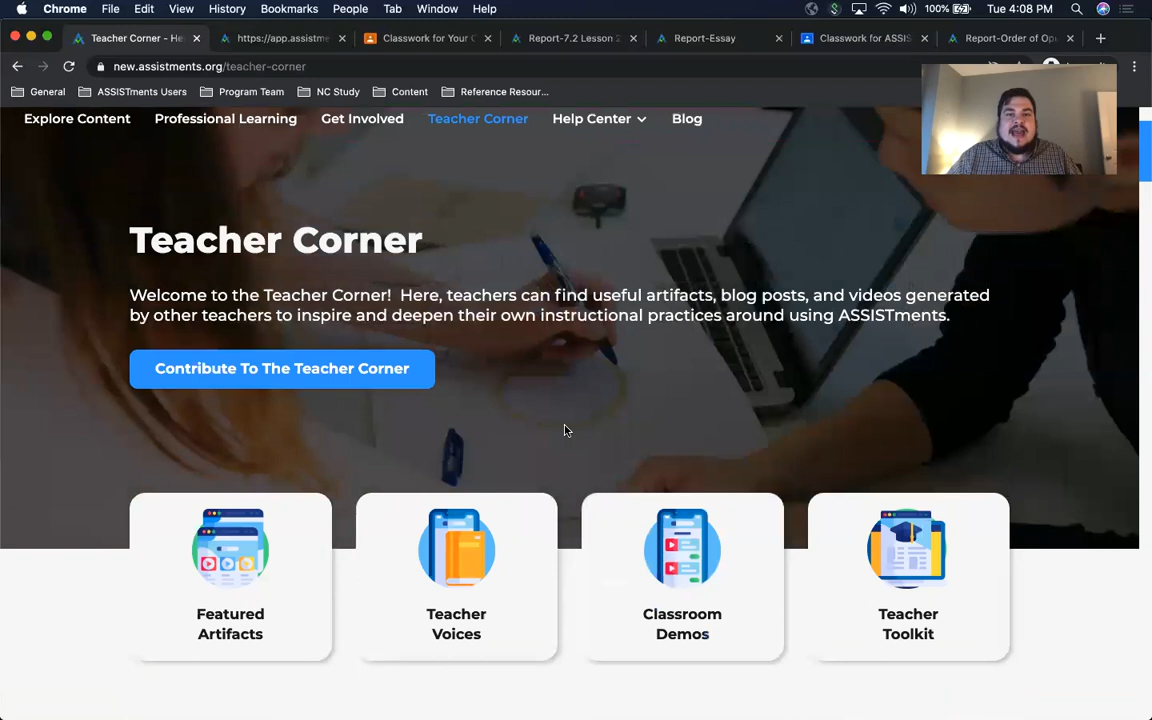 Chrome File Edit View History Bookmarks People Tab Window Help 100% Tue 4:08 PM
Teacher Corner - He https://app.assistme Classwork for Your C Report-7.2 Lesson 2 Report-Essay Classwork for ASSIS Report-Order of Ope
new.assistments.org/teacher-corner
General ASSISTments Users Program Team NC Study Content Reference Resour...
Explore Content Professional Learning Get Involved Teacher Corner Help Center Blog
Teacher Corner
Welcome to the Teacher Corner! Here, teachers can find useful artifacts, blog posts, and videos generated
by other teachers to inspire and deepen their own instructional practices around using ASSISTments.
Contribute To The Teacher Corner
Featured
Artifacts
Teacher
Voices
Classroom
Demos
Teacher
Toolkit